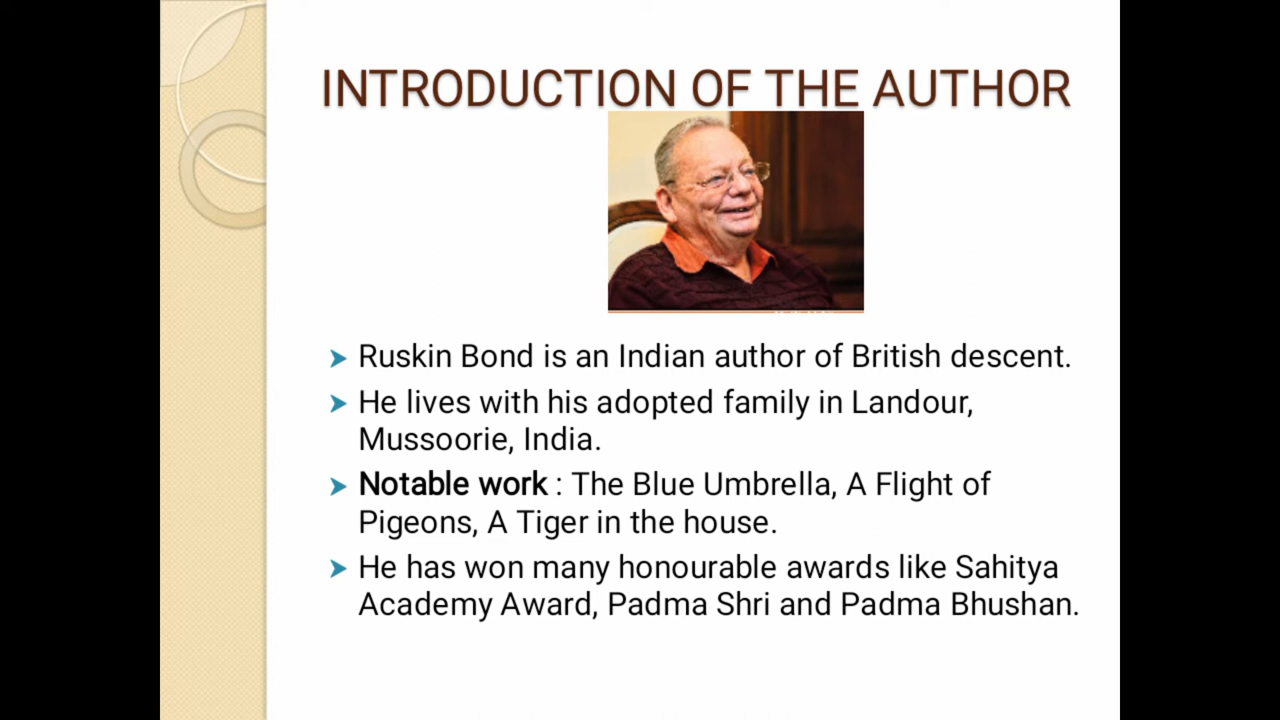 INTRODUCTION OF THE AUTHOR
Ruskin Bond is an Indian author of British descent.
He lives with his adopted family in Landour,
Mussoorie, India.
Notable work : The Blue Umbrella, A Flight of
Pigeons, A Tiger in the house.
He has won many honourable awards like Sahitya
Academy Award, Padma Shri and Padma Bhushan.